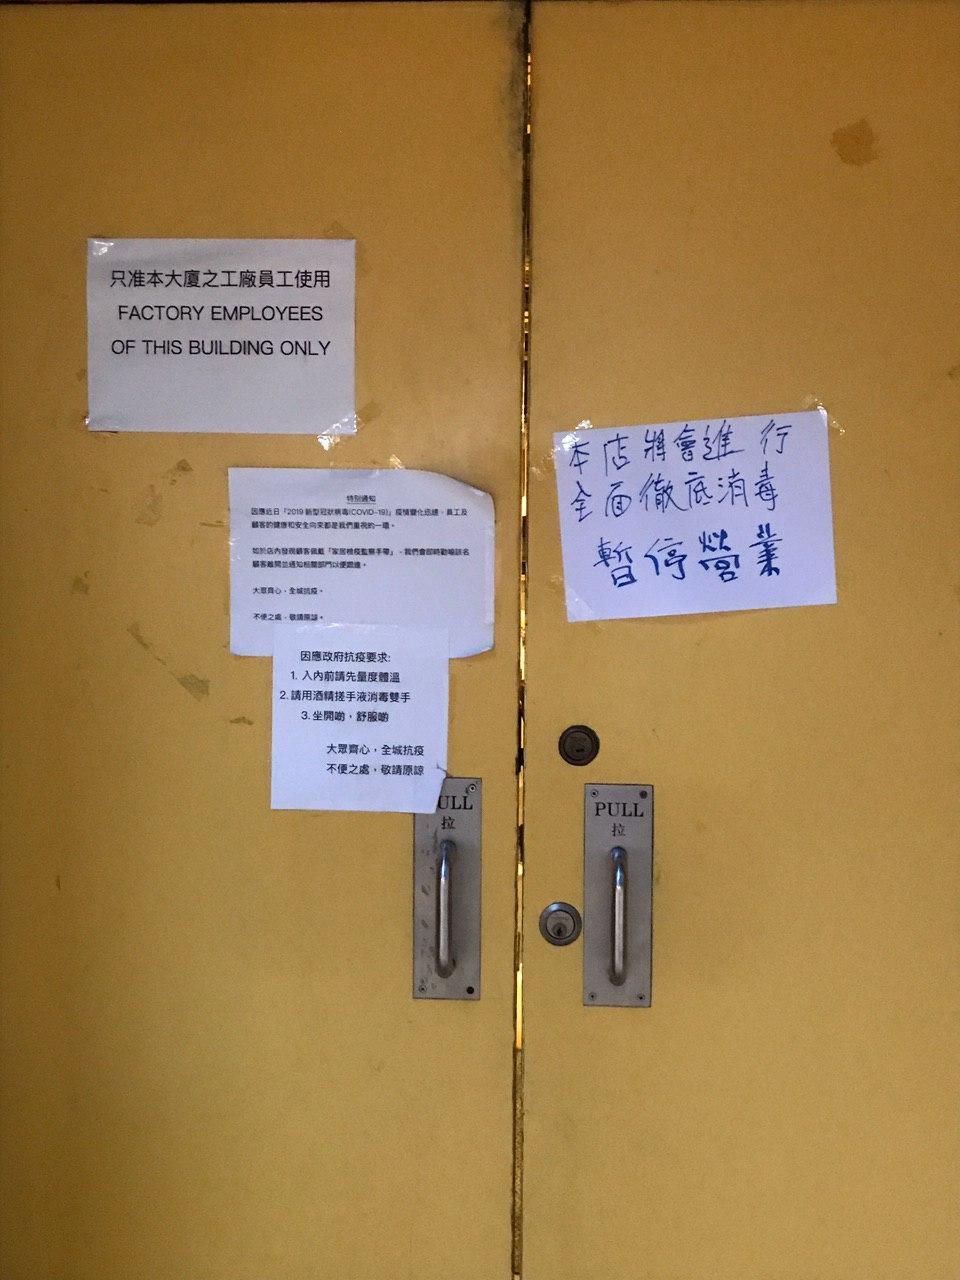 只准本大廈之工廠員工使用
FACTORY EMPLOYEES
OF THIS BUILDING ONLY
特別通知
因應近日「2019新型冠狀病毒(COVID-19)」疫情變化迅速，員工及
顧客的健康和安全向來都是我們重視的一環。
如於店內發現顧客佩戴「家居檢疫監察手帶」，我們會即時勸喻該名
顧客離開並通知相關部門以便跟進。
大眾齊心，全城抗疫。
不便之處，敬請原諒。
因應政府抗疫要求:
1. 入內前請先量度體溫
2. 請用酒精搓手液消毒雙手
3. 坐開啲，舒服啲
大眾齊心，全城抗疫
不便之處，敬請原諒
本店將會進行
全面徹底消毒
暫停營業
ULL
拉
PULL
拉